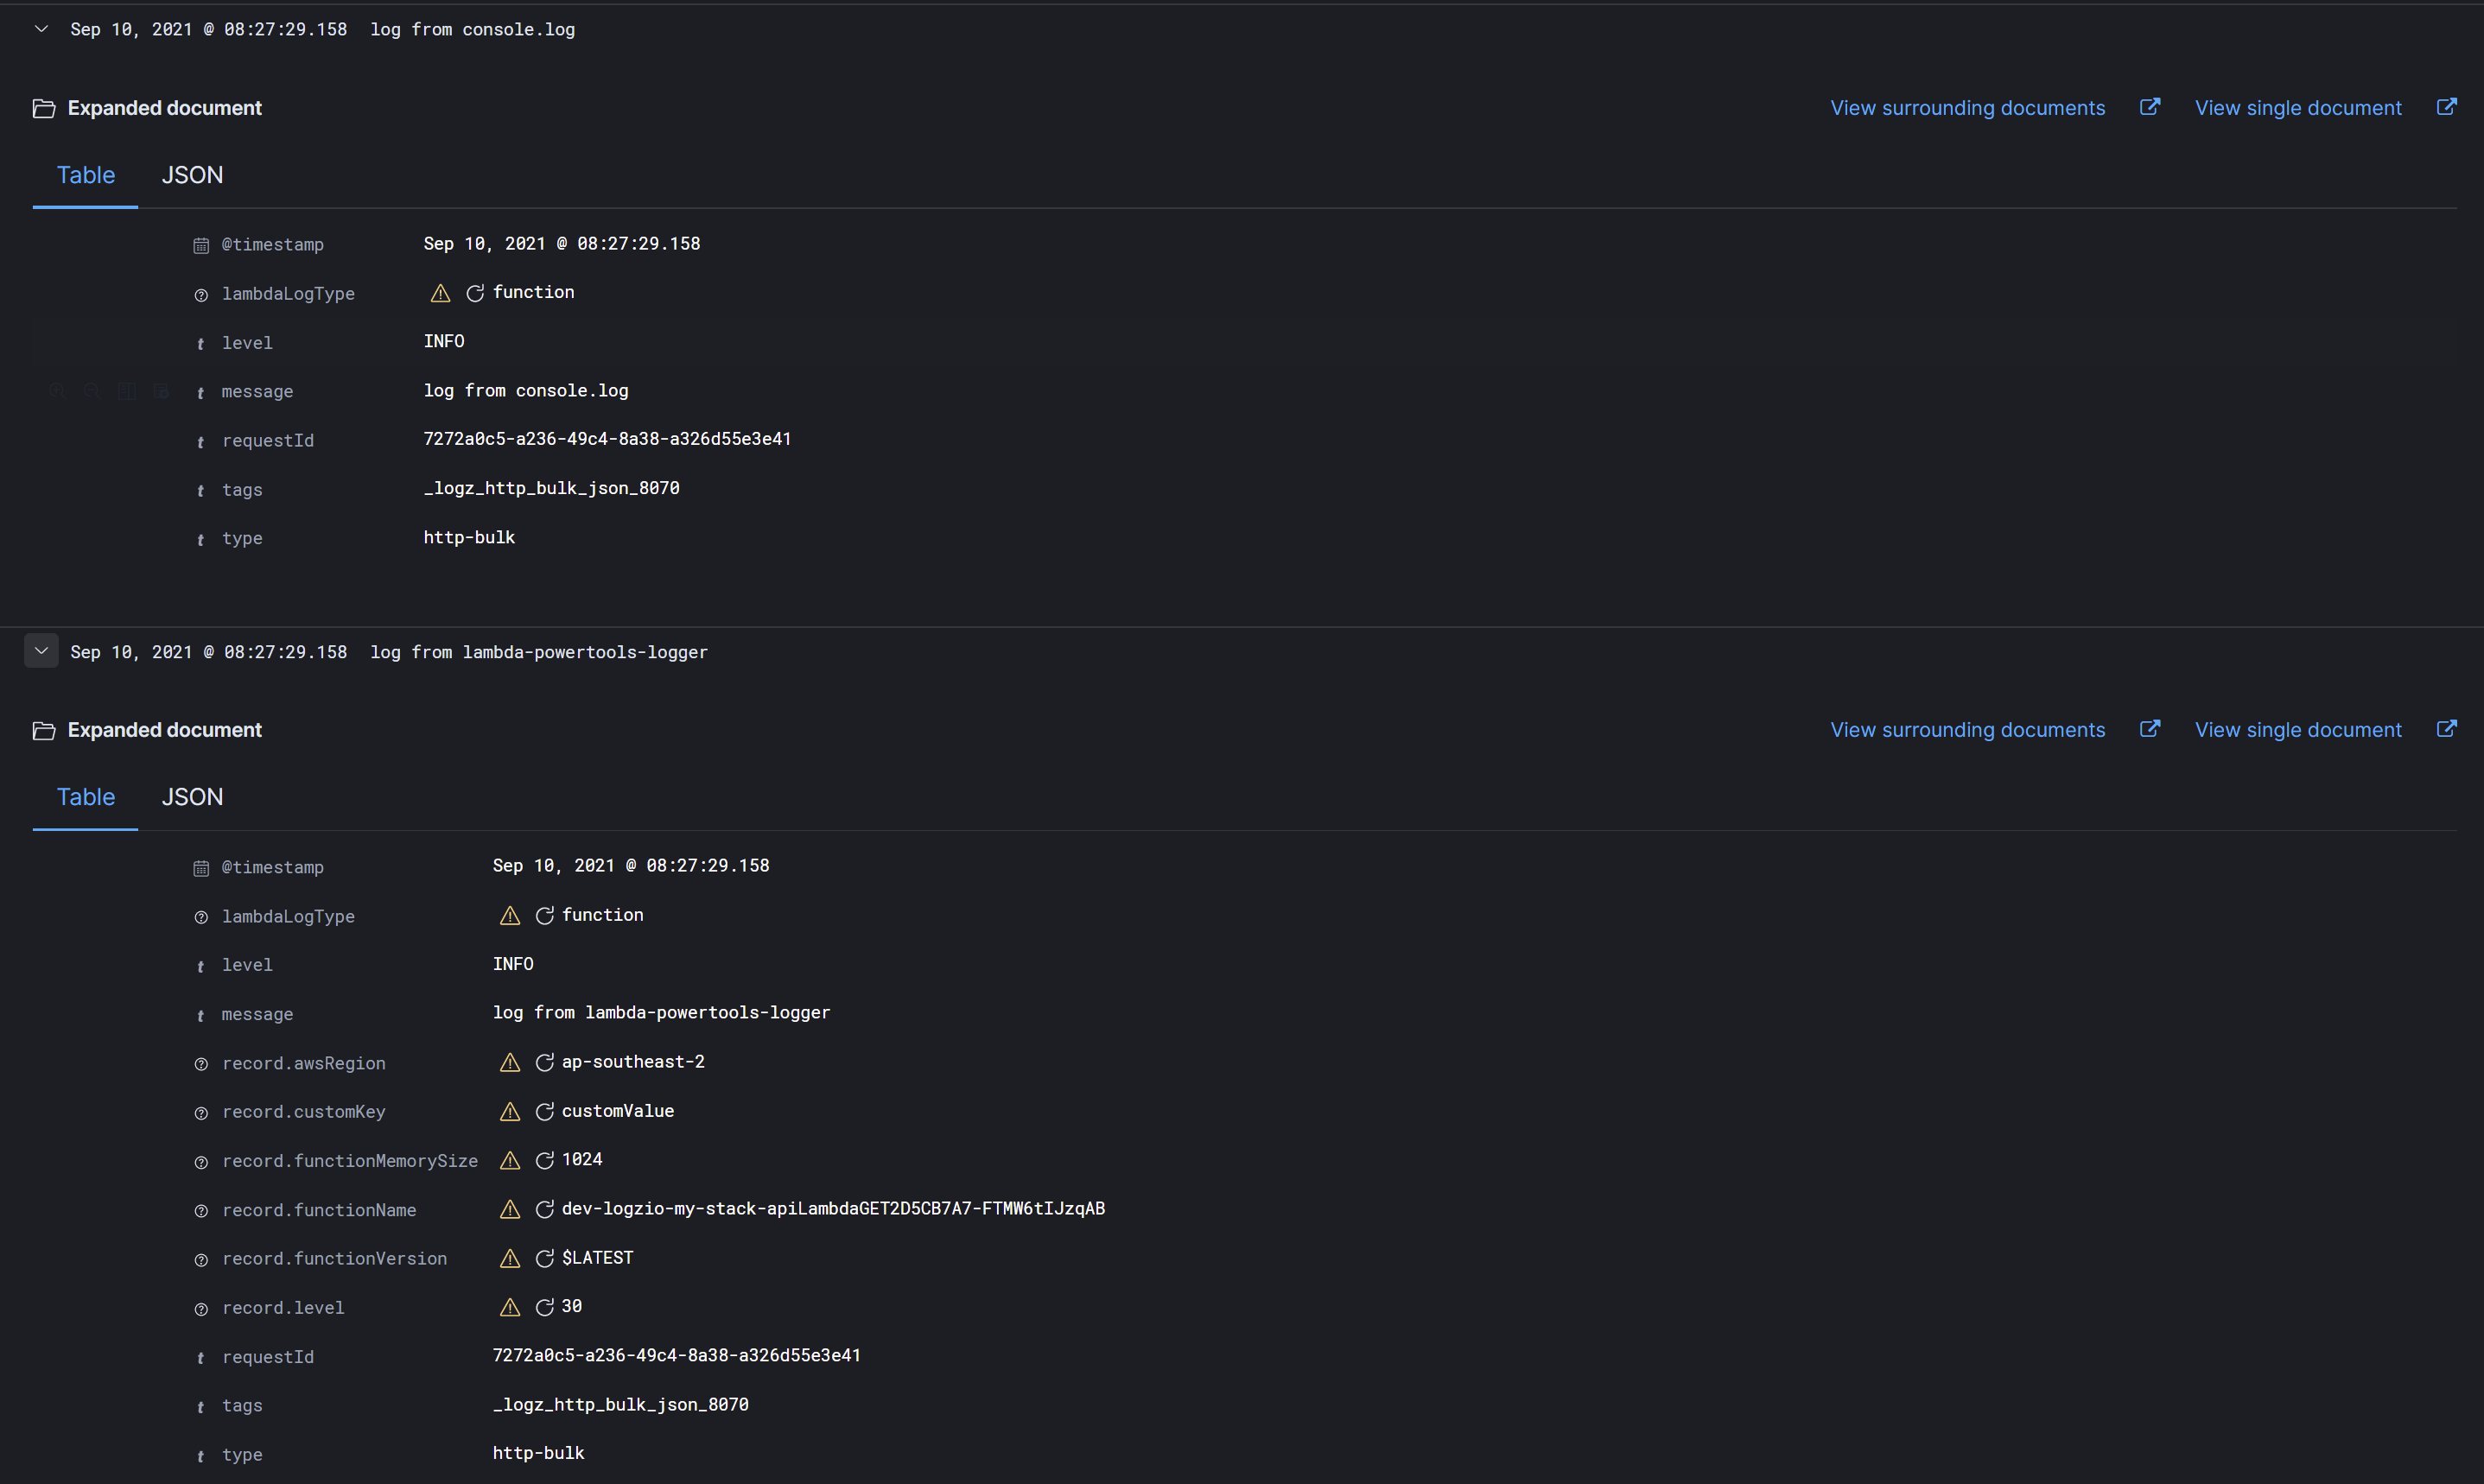 Sep 10, 2021 @ 08:27:29.158 log from console.log
Expanded document View surrounding documents View single document
Table JSON
@timestamp Sep 10, 2021 @ 08:27:29.158
lambdaLogType function
t level INFO
t message log from console.log
t requestId 7272a0c5-a236-49c4-8a38-a326d55e3e41
t tags _logz_http_bulk_json_8070
t type http-bulk
Sep 10, 2021 @ 08:27:29.158 log from lambda-powertools-logger
Expanded document View surrounding documents View single document
Table JSON
@timestamp Sep 10, 2021 @ 08:27:29.158
lambdaLogType function
t level INFO
t message log from lambda-powertools-logger
record.awsRegion ap-southeast-2
record.customKey customValue
record.functionMemorySize 1024
record.functionName dev-logzio-my-stack-apiLambdaGET2D5CB7A7-FTMW6tIJzqAB
record.functionVersion $LATEST
record.level 30
t requestId 7272a0c5-a236-49c4-8a38-a326d55e3e41
t tags _logz_http_bulk_json_8070
t type http-bulk